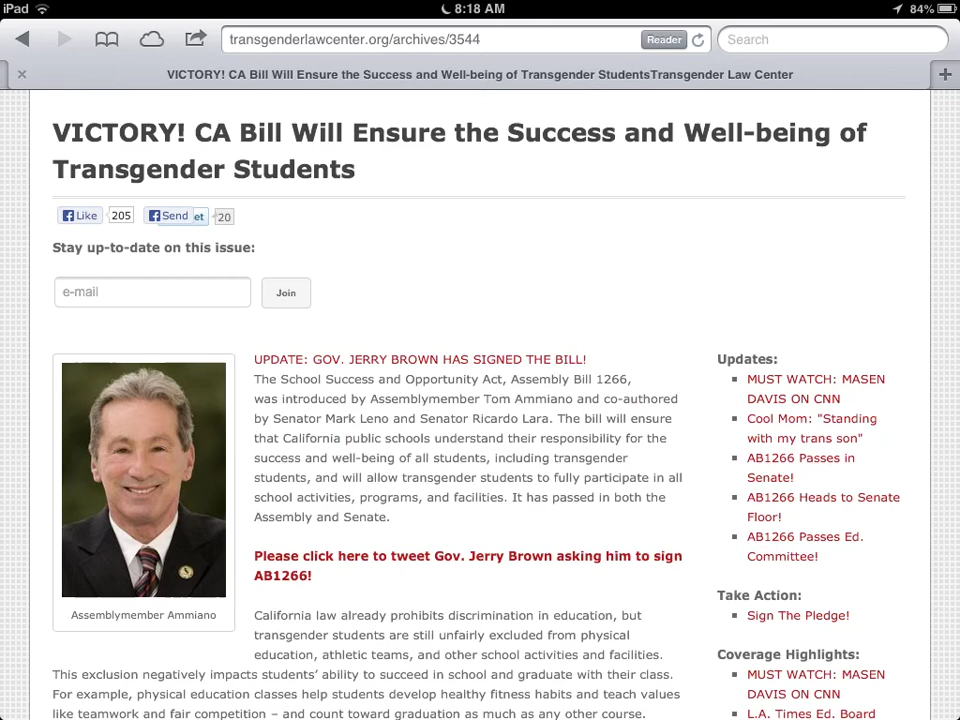 iPad 8:18 AM 84%
transgenderlawcenter.org/archives/3544 Reader Search
VICTORY! CA Bill Will Ensure the Success and Well-being of Transgender StudentsTransgender Law Center
VICTORY! CA Bill Will Ensure the Success and Well-being of
Transgender Students
Like 205 Send et 20
Stay up-to-date on this issue:
e-mail Join
Assemblymember Ammiano
UPDATE: GOV. JERRY BROWN HAS SIGNED THE BILL!
The School Success and Opportunity Act, Assembly Bill 1266,
was introduced by Assemblymember Tom Ammiano and co-authored
by Senator Mark Leno and Senator Ricardo Lara. The bill will ensure
that California public schools understand their responsibility for the
success and well-being of all students, including transgender
students, and will allow transgender students to fully participate in all
school activities, programs, and facilities. It has passed in both the
Assembly and Senate.
Please click here to tweet Gov. Jerry Brown asking him to sign
AB1266!
California law already prohibits discrimination in education, but
transgender students are still unfairly excluded from physical
education, athletic teams, and other school activities and facilities.
This exclusion negatively impacts students’ ability to succeed in school and graduate with their class.
For example, physical education classes help students develop healthy fitness habits and teach values
like teamwork and fair competition – and count toward graduation as much as any other course.
Updates:
MUST WATCH: MASEN
DAVIS ON CNN
Cool Mom: "Standing
with my trans son"
AB1266 Passes in
Senate!
AB1266 Heads to Senate
Floor!
AB1266 Passes Ed.
Committee!
Take Action:
Sign The Pledge!
Coverage Highlights:
MUST WATCH: MASEN
DAVIS ON CNN
L.A. Times Ed. Board